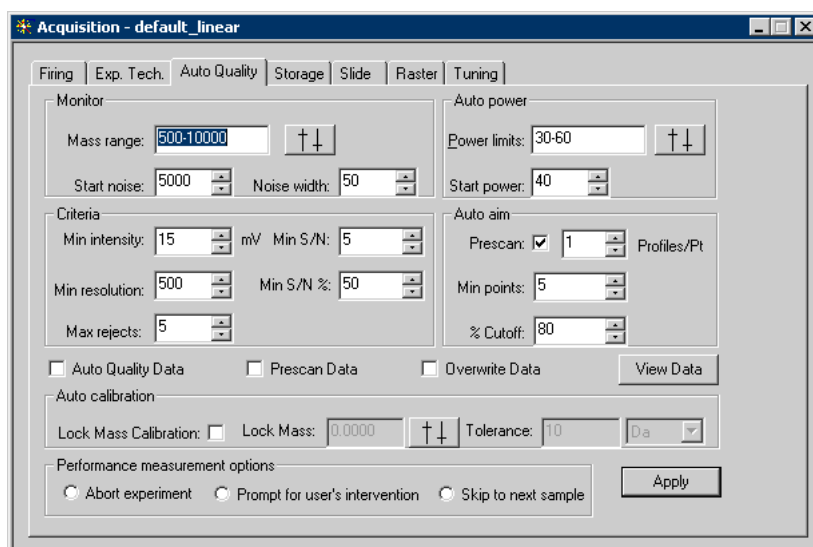 Acquisition - default_linear
Firing Exp. Tech. Auto Quality Storage Slide Raster Tuning
Monitor
Mass range: 500-10000
Start noise: 5000 Noise width: 50
Auto power
Power limits: 30-60
Start power: 40
Criteria
Min intensity: 15 mV Min S/N: 5
Min resolution: 500 Min S/N %: 50
Max rejects: 5
Auto aim
Prescan: 1 Profiles/Pt
Min points: 5
% Cutoff: 80
Auto Quality Data Prescan Data Overwrite Data View Data
Auto calibration
Lock Mass Calibration: Lock Mass: 0.0000 Tolerance: 10 Da
Performance measurement options
Abort experiment Prompt for user's intervention Skip to next sample
Apply